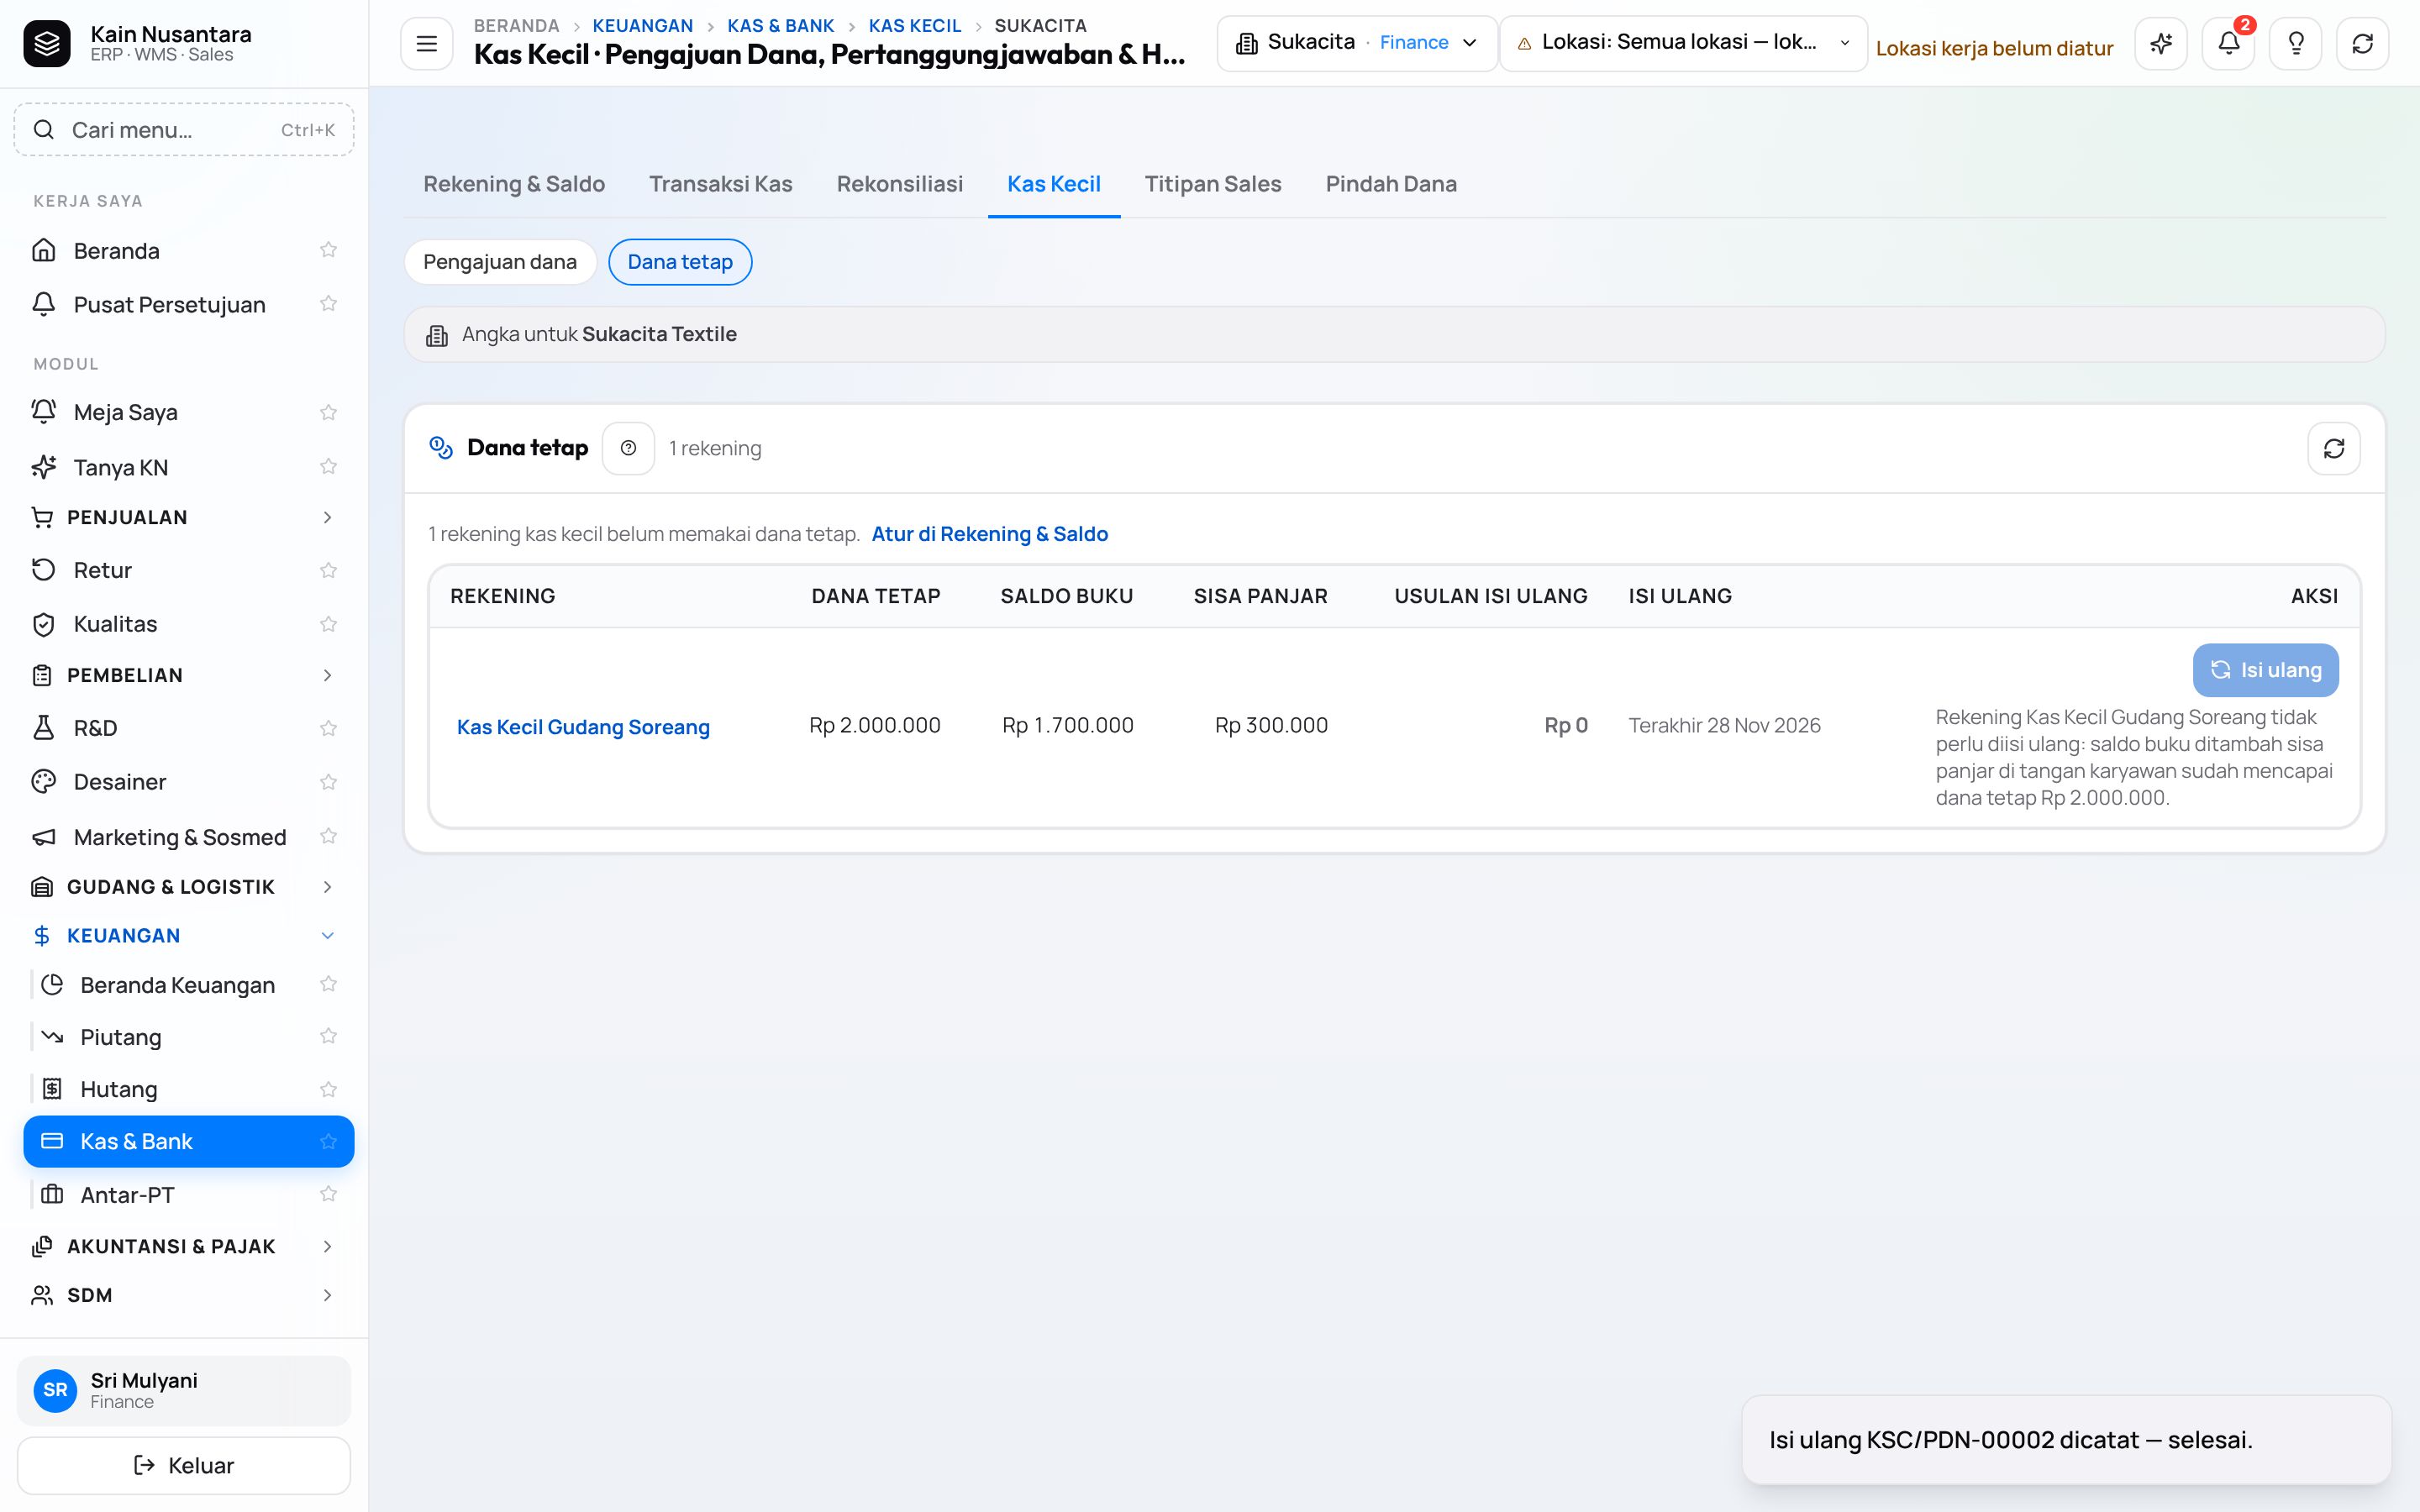 Kain Nusantara
ERP · WMS · Sales
Cari menu... Ctrl+K
KERJA SAYA
Beranda
Pusat Persetujuan
MODUL
Meja Saya
Tanya KN
PENJUALAN
Retur
Kualitas
PEMBELIAN
R&D
Desainer
Marketing & Sosmed
GUDANG & LOGISTIK
KEUANGAN
Beranda Keuangan
Piutang
Hutang
Kas & Bank
Antar-PT
AKUNTANSI & PAJAK
SDM
SR
Sri Mulyani
Finance
Keluar
BERANDA > KEUANGAN > KAS & BANK > KAS KECIL > SUKACITA
Kas Kecil · Pengajuan Dana, Pertanggungjawaban & H...
Sukacita · Finance
Lokasi: Semua lokasi — lok...
Lokasi kerja belum diatur
2
Rekening & Saldo Transaksi Kas Rekonsiliasi Kas Kecil Titipan Sales Pindah Dana
Pengajuan dana Dana tetap
Angka untuk Sukacita Textile
Dana tetap 1 rekening
1 rekening kas kecil belum memakai dana tetap. Atur di Rekening & Saldo
REKENING DANA TETAP SALDO BUKU SISA PANJAR USULAN ISI ULANG ISI ULANG AKSI
Kas Kecil Gudang Soreang Rp 2.000.000 Rp 1.700.000 Rp 300.000 Rp 0 Terakhir 28 Nov 2026
Isi ulang
Rekening Kas Kecil Gudang Soreang tidak
perlu diisi ulang: saldo buku ditambah sisa
panjar di tangan karyawan sudah mencapai
dana tetap Rp 2.000.000.
Isi ulang KSC/PDN-00002 dicatat — selesai.